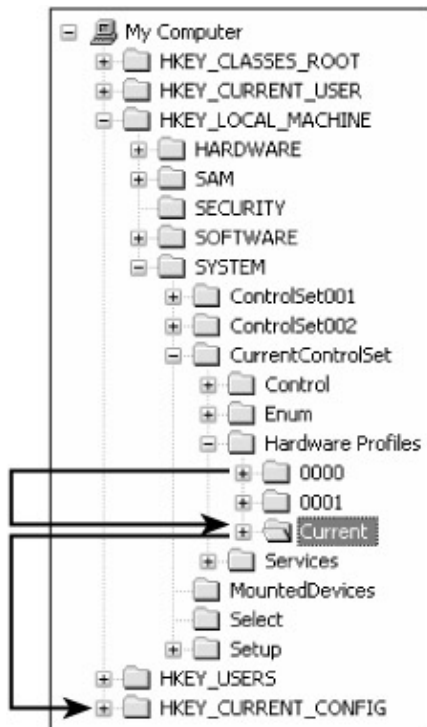 My Computer
HKEY_CLASSES_ROOT
HKEY_CURRENT_USER
HKEY_LOCAL_MACHINE
HARDWARE
SAM
SECURITY
SOFTWARE
SYSTEM
ControlSet001
ControlSet002
CurrentControlSet
Control
Enum
Hardware Profiles
0000
0001
Current
Services
MountedDevices
Select
Setup
HKEY_USERS
HKEY_CURRENT_CONFIG